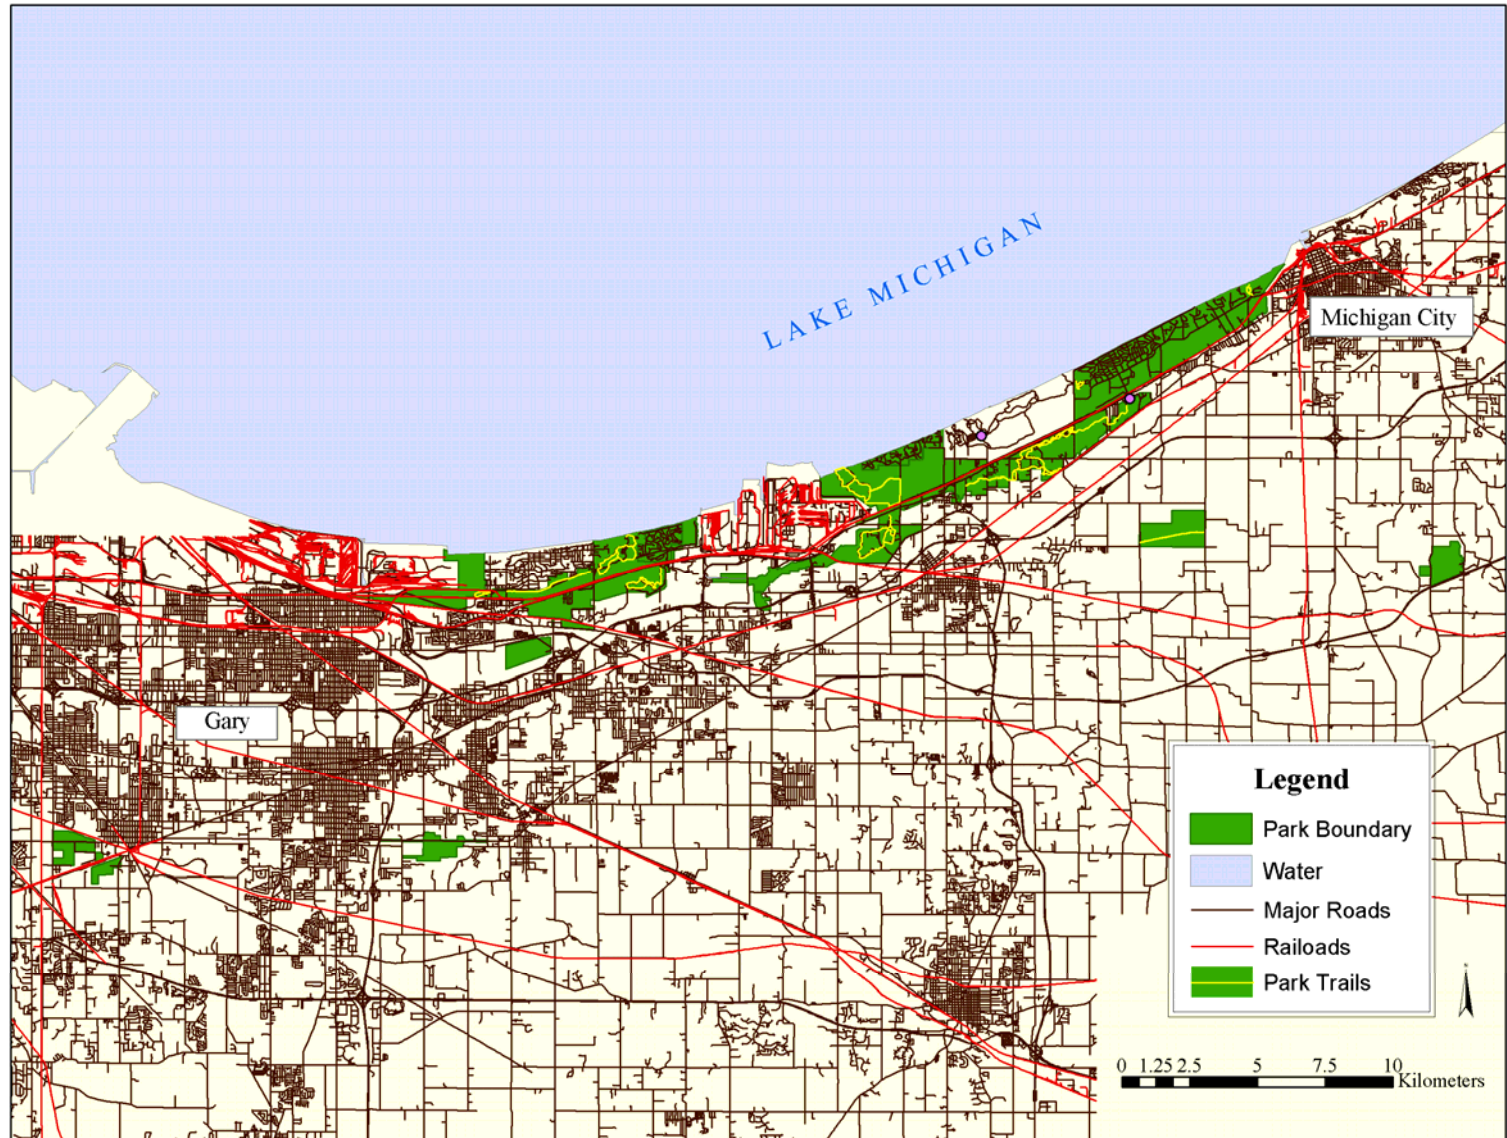 LAKE MICHIGAN
Michigan City
Gary
Legend
Park Boundary
Water
Major Roads
Railoads
Park Trails
0 1.25 2.5 5 7.5 10
Kilometers